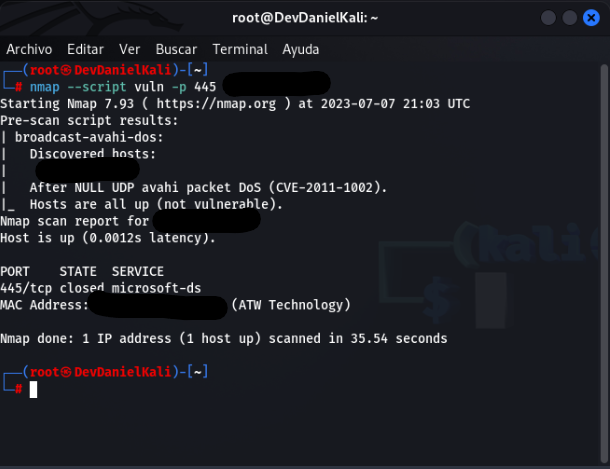 root@DevDanielKali: ~
Archivo Editar Ver Buscar Terminal Ayuda
┌──(root㉿DevDanielKali)-[~]
└─# nmap --script vuln -p 445
Starting Nmap 7.93 ( https://nmap.org ) at 2023-07-07 21:03 UTC
Pre-scan script results:
| broadcast-avahi-dos:
|   Discovered hosts:
|
|   After NULL UDP avahi packet DoS (CVE-2011-1002).
|_  Hosts are all up (not vulnerable).
Nmap scan report for
Host is up (0.0012s latency).
PORT    STATE  SERVICE
445/tcp closed microsoft-ds
MAC Address: (ATW Technology)
Nmap done: 1 IP address (1 host up) scanned in 35.54 seconds
┌──(root㉿DevDanielKali)-[~]
└─#
(kali
$